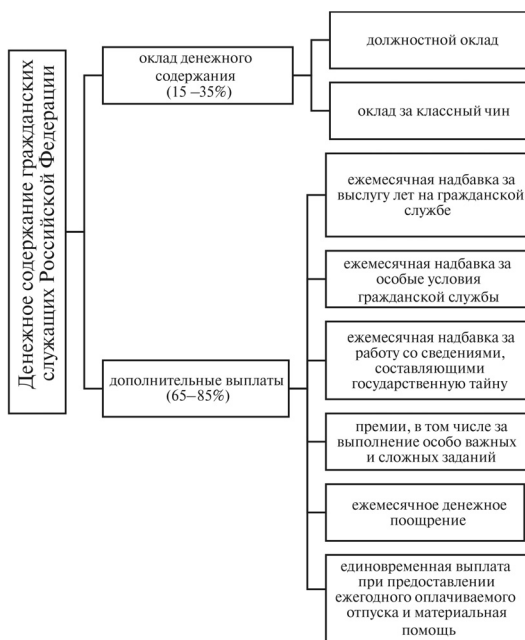 Денежное содержание гражданских
служащих Российской Федерации
оклад денежного
содержания
(15 –35%)
должностной оклад
оклад за классный чин
дополнительные выплаты
(65–85%)
ежемесячная надбавка за
выслугу лет на гражданской
службе
ежемесячная надбавка за
особые условия
гражданской службы
ежемесячная надбавка за
работу со сведениями,
составляющими
государственную тайну
премии, в том числе за
выполнение особо важных
и сложных заданий
ежемесячное денежное
поощрение
единовременная выплата
при предоставлении
ежегодного оплачиваемого
отпуска и материальная
помощь